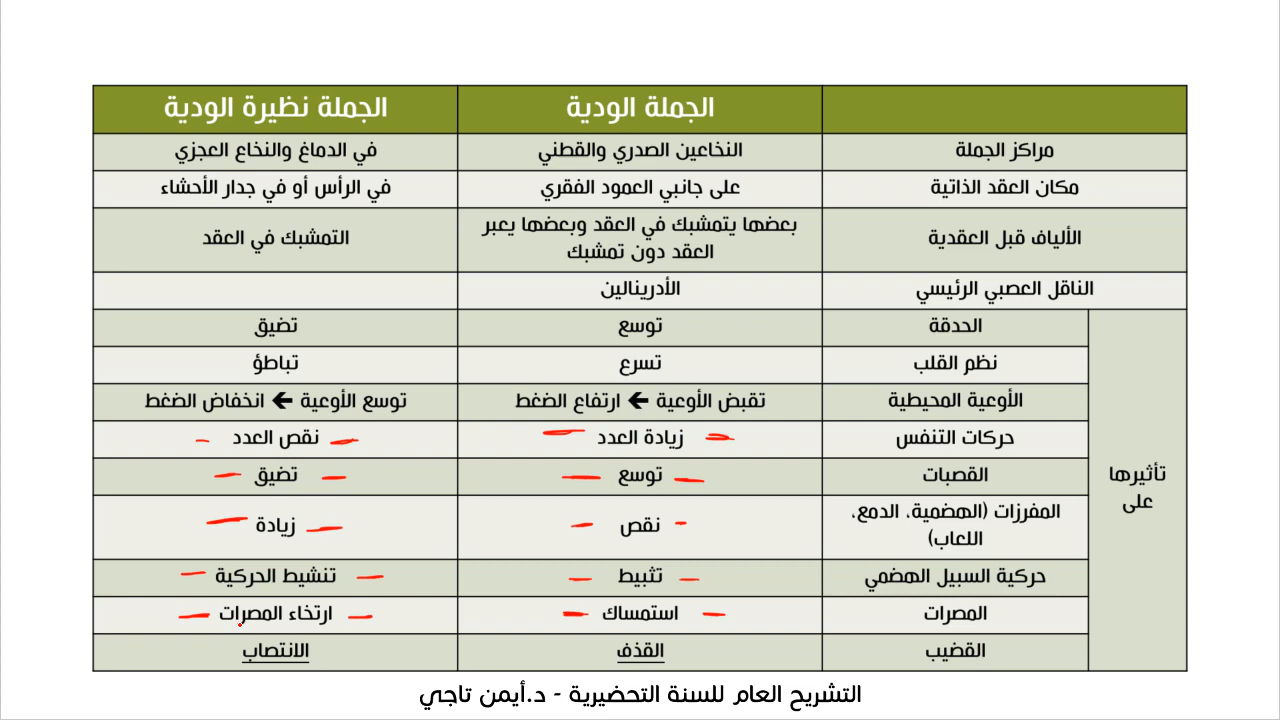 الجملة الودية الجملة نظيرة الودية
مراكز الجملة النخاعين الصدري والقطني في الدماغ والنخاع العجزي
مكان العقد الذاتية على جانبي العمود الفقري في الرأس أو في جدار الأحشاء
الألياف قبل العقدية بعضها يتمشبك في العقد وبعضها يعبر
العقد دون تمشبك التمشبك في العقد
الناقل العصبي الرئيسي الأدرينالين
تأثيرها
على
الحدقة توسع تضيق
نظم القلب تسرع تباطؤ
الأوعية المحيطية تقبض الأوعية 🡸 ارتفاع الضغط توسع الأوعية 🡸 انخفاض الضغط
حركات التنفس زيادة العدد نقص العدد
القصبات توسع تضيق
المفرزات (الهضمية، الدمع،
اللعاب) نقص زيادة
حركية السبيل الهضمي تثبيط تنشيط الحركية
المصرات استمساك ارتخاء المصرات
القضيب القذف الانتصاب
التشريح العام للسنة التحضيرية - د.أيمن تاجي